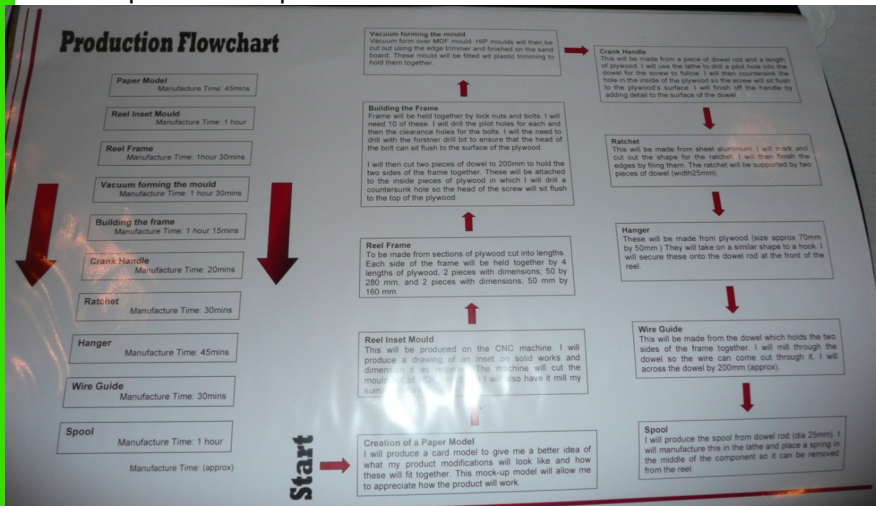 Production Flowchart
Paper Model
Manufacture Time: 45mins
Reel Inset Mould
Manufacture Time: 1 hour
Reel Frame
Manufacture Time: 1hour 30mins
Vacuum forming the mould
Manufacture Time: 1 hour 30mins
Building the frame
Manufacture Time: 1 hour 15mins
Crank Handle
Manufacture Time: 20mins
Ratchet
Manufacture Time: 30mins
Hanger
Manufacture Time: 45mins
Wire Guide
Manufacture Time: 30mins
Spool
Manufacture Time: 1 hour
Manufacture Time: (approx)
Start
Creation of a Paper Model
I will produce a card model to give me a better idea of
what my product modifications will look like and how
these will fit together. This mock-up model will allow me
to appreciate how the product will work.
Reel Inset Mould
This will be produced on the CNC machine. I will
produce a drawing of an inset on solid works and
dimension it as The machine will cut the
I will also have it mill my
Reel Frame
To be made from sections of plywood cut into lengths.
Each side of the frame will be held together by 4
lengths of plywood, 2 pieces with dimensions; 50 by
280 mm, and 2 pieces with dimensions; 50 mm by
160 mm.
Building the Frame
Frame will be held together by lock nuts and bolts. I will
need 10 of these. I will drill the pilot holes for each and
then the clearance holes for the bolts. I will the need to
drill with the forstner drill bit to ensure that the head of
the bolt can sit flush to the surface of the plywood.
I will then cut two pieces of dowel to 200mm to hold the
two sides of the frame together. These will be attached
to the inside pieces of plywood in which I will drill a
countersunk hole so the head of the screw will sit flush
to the top of the plywood.
Vacuum forming the mould
Vacuum form over MDF mould. HIP moulds will then be
cut out using the edge trimmer and finished on the sand
board. These mould will be fitted wit plastic trimming to
hold them together.
Crank Handle
This will be made from a piece of dowel rod and a length
of plywood. I will use the lathe to drill a pilot hole into the
dowel for the screw to follow. I will then countersink the
hole in the inside of the plywood so the screw will sit flush
to the plywood's surface. I will finish off the handle by
adding detail to the surface of the dowel.
Ratchet
This will be made from sheet aluminium. I will mark and
cut out the shape for the ratchet. I will then finish the
edges by filing them. The ratchet will be supported by two
pieces of dowel (width25mm).
Hanger
These will be made from plywood (size approx 70mm
by 50mm.) They will take on a similar shape to a hook. I
will secure these onto the dowel rod at the front of the
reel.
Wire Guide
This will be made from the dowel which holds the two
sides of the frame together. I will mill through the
dowel so the wire can come out through it. I will
across the dowel by 200mm (approx).
Spool
I will produce the spool from dowel rod (dia 25mm). I
will manufacture this in the lathe and place a spring in
the middle of the component so it can be removed
from the reel.